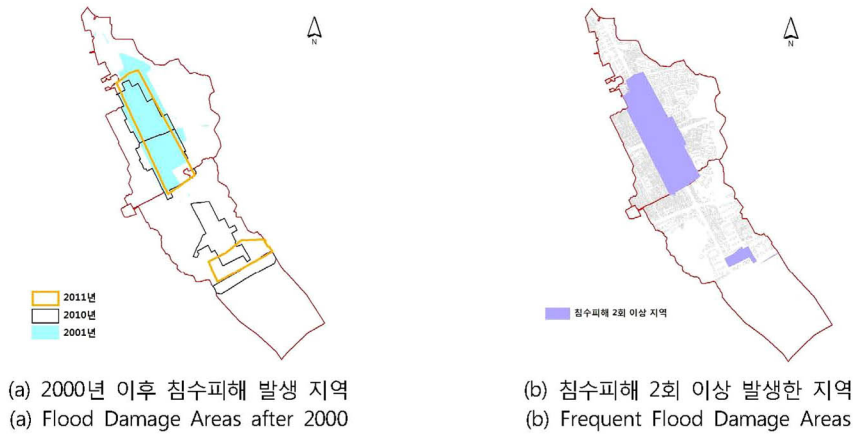 N
N
2011년
2010년
2001년
침수피해 2회 이상 지역
(a) 2000년 이후 침수피해 발생 지역
(a) Flood Damage Areas after 2000
(b) 침수피해 2회 이상 발생한 지역
(b) Frequent Flood Damage Areas